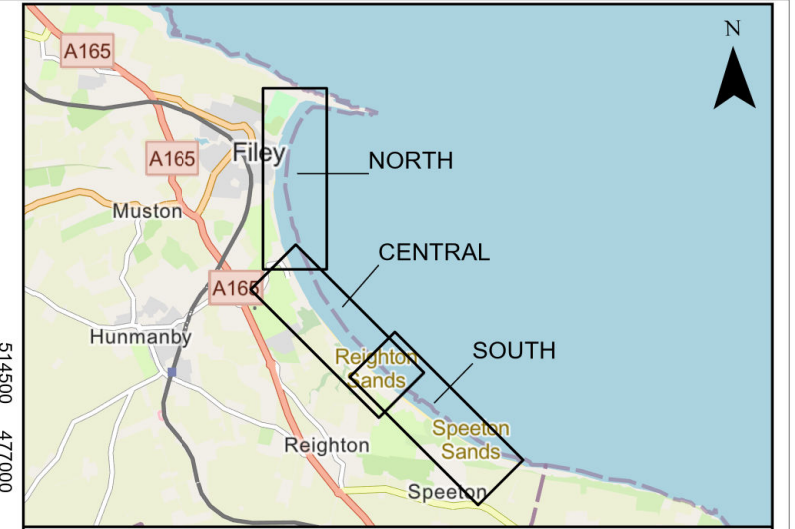 N
A165
A165
Filey
NORTH
Muston
CENTRAL
A165
Hunmanby
SOUTH
Reighton
Sands
Speeton
Sands
Reighton
Speeton
514500
477000